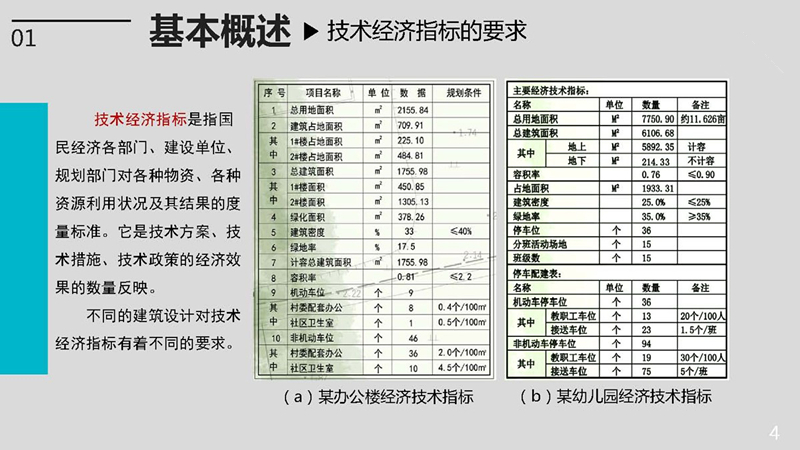 01
基本概述 ▶ 技术经济指标的要求
技术经济指标是指国
民经济各部门、建设单位、
规划部门对各种物资、各种
资源利用状况及其结果的度
量标准。它是技术方案、技
术措施、技术政策的经济效
果的数量反映。
不同的建筑设计对技术
经济指标有着不同的要求。
序号 项目名称 单位 数据 规划条件
1 总用地面积 ㎡ 2155.84
2 建筑占地面积 ㎡ 709.91
其 1#楼占地面积 ㎡ 225.10
中 2#楼占地面积 ㎡ 484.81
3 总建筑面积 ㎡ 1755.98
其 1#楼面积 ㎡ 450.85
中 2#楼面积 ㎡ 1305.13
4 绿化面积 ㎡ 378.26
5 建筑密度 % 33 ≤40%
6 绿地率 % 17.5
7 计容总建筑面积 ㎡ 1755.98
8 容积率 0.81 ≤2.2
9 机动车位 个 9
其 村委配套办公 个 8 0.4个/100㎡
中 社区卫生室 个 1 0.5个/100㎡
10 非机动车位 个 46
其 村委配套办公 个 36 2.0个/100㎡
中 社区卫生室 个 10 4.5个/100㎡
(a)某办公楼经济技术指标
主要经济技术指标:
名称 单位 数量 备注
总用地面积 M² 7750.90 约11.626亩
总建筑面积 M² 6106.68
其中 地上 M² 5892.35 计容
地下 M² 214.33 不计容
容积率 0.76 ≤0.90
占地面积 M² 1933.31
建筑密度 25.0% ≤25%
绿地率 35.0% ≥35%
停车位 个 36
分班活动场地 个 15
班级数 个 15
停车配建表:
名称 单位 数量 备注
机动车停车位 个 36
其中 教职工车位 个 13 20个/100人
接送车位 个 23 1.5个/班
非机动车停车位 个 94
其中 教职工车位 个 19 30个/100人
接送车位 个 75 5个/班
(b)某幼儿园经济技术指标
4